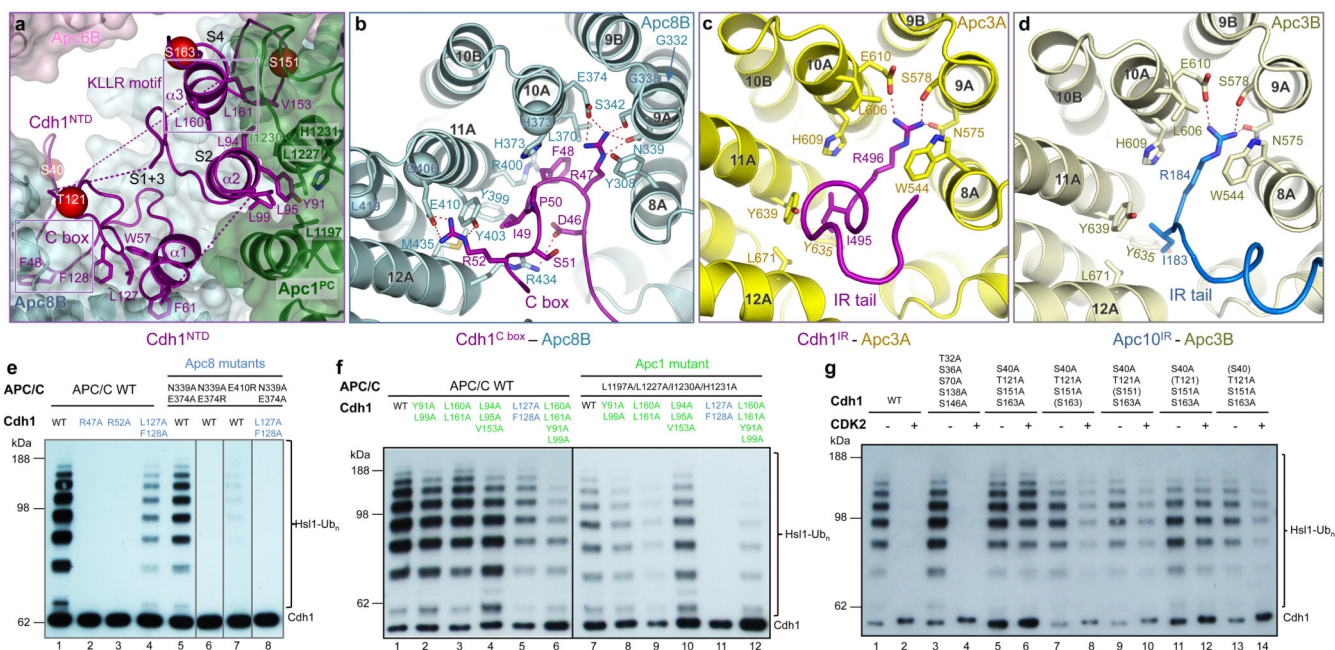 a
Apc6B
S163
S4
S151
KLLR motif
α3
V153
L161
L160
Cdh1NTD
I1230
H1231
L94
L1227
S40
S2
T121
S1+3
α2
Y91
L95
L99
C box
W57
L1197
F48
F128
α1
Apc8B
L127
F61
Apc1PC
Cdh1NTD
b
Apc8B
9B
G332
10B
E374
G338
10A
S342
9A
H373
11A
L370
H373
F48
N339
R400
R47
G406
Y308
L419
Y399
8A
E410
P50
I49
D46
M435
Y403
R52
S51
12A
R434
C box
Cdh1C box – Apc8B
c
Apc3A
9B
E610
10A
S578
10B
9A
L606
H609
N575
R496
11A
W544
8A
Y639
Y635
I495
L671
12A
IR tail
Cdh1IR- Apc3A
d
Apc3B
9B
E610
10A
S578
10B
9A
L606
H609
N575
R184
11A
W544
8A
Y639
Y635
I183
L671
12A
IR tail
Apc10IR - Apc3B
e
Apc8 mutants
APC/C
APC/C WT
N339A N339A E410R N339A
E374A E374R E374A
Cdh1
WT R47A R52A L127A WT WT WT L127A
F128A F128A
kDa
188
98
62
Hsl1-Ubn
Cdh1
1 2 3 4 5 6 7 8
f
Apc1 mutant
APC/C
APC/C WT
L1197A/L1227A/I1230A/H1231A
Cdh1
WT Y91A L160A L94A L127A L160A WT Y91A L160A L94A L127A L160A
L99A L161A L95A F128A L161A L99A L161A L95A F128A L161A
V153A Y91A V153A Y91A
L99A L99A
kDa
188
98
62
Hsl1-Ubn
Cdh1
1 2 3 4 5 6 7 8 9 10 11 12
g
T32A
S36A S40A S40A S40A S40A (S40)
S70A T121A T121A T121A (T121) T121A
S138A S151A S151A (S151) S151A S151A
Cdh1 WT S146A S163A (S163) S163A S163A S163A
CDK2 - + - + - + - + - + - + - +
kDa
188
98
62
Hsl1-Ubn
Cdh1
1 2 3 4 5 6 7 8 9 10 11 12 13 14